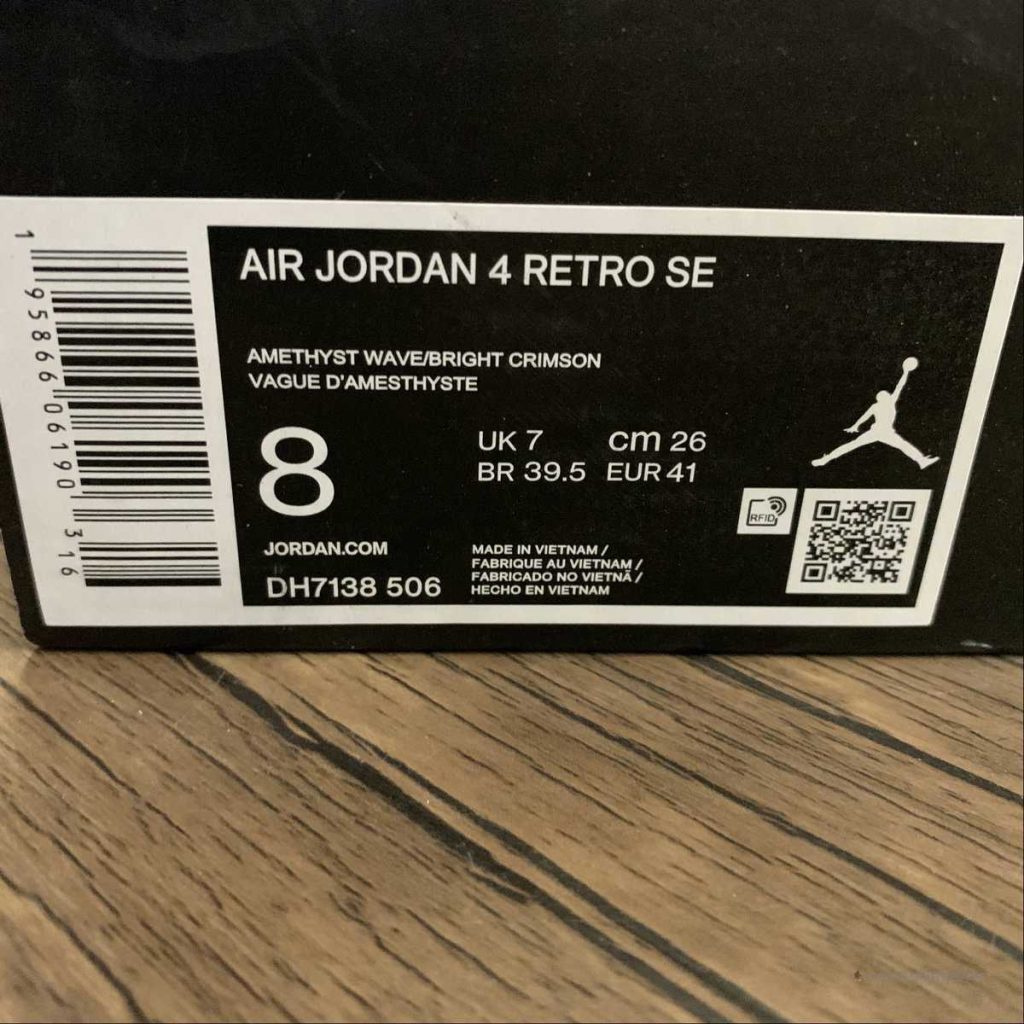 AIR JORDAN 4 RETRO SE
AMETHYST WAVE/BRIGHT CRIMSON
VAGUE D'AMESTHYSTE
8
UK 7 cm 26
BR 39.5 EUR 41
RFID
JORDAN.COM
DH7138 506
MADE IN VIETNAM /
FABRIQUE AU VIETNAM /
FABRICADO NO VIETNÃ /
HECHO EN VIETNAM
1 95866 06190 316